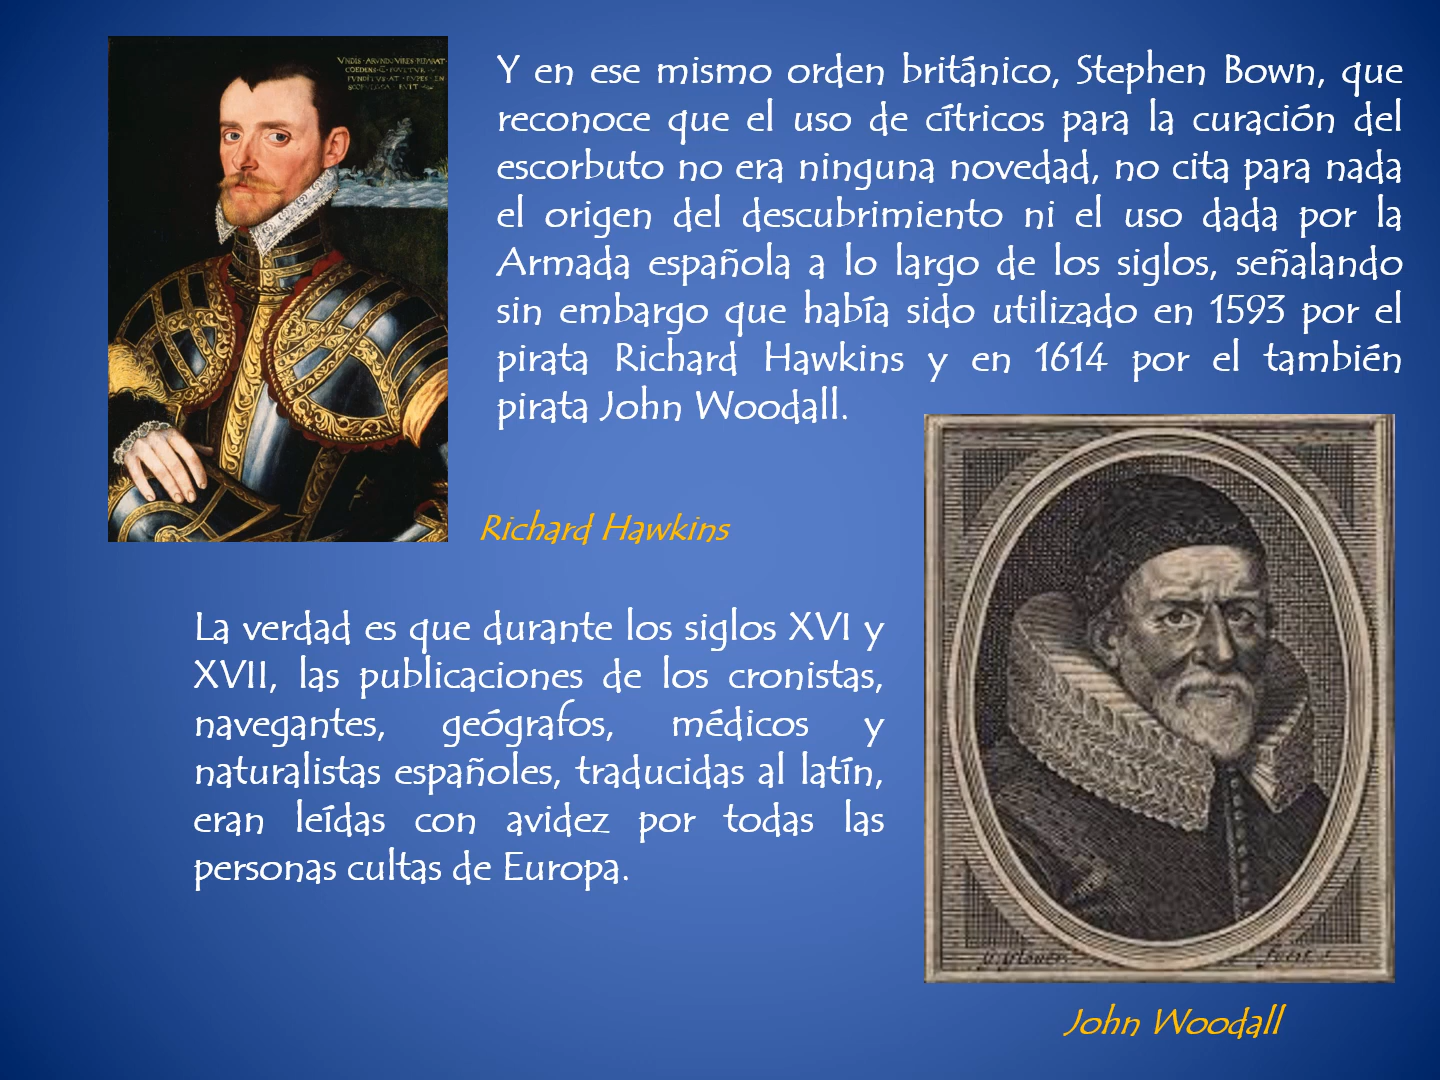 Y en ese mismo orden británico, Stephen Bown, que
reconoce que el uso de cítricos para la curación del
escorbuto no era ninguna novedad, no cita para nada
el origen del descubrimiento ni el uso dada por la
Armada española a lo largo de los siglos, señalando
sin embargo que había sido utilizado en 1593 por el
pirata Richard Hawkins y en 1614 por el también
pirata John Woodall.
Richard Hawkins
La verdad es que durante los siglos XVI y
XVII, las publicaciones de los cronistas,
navegantes, geógrafos, médicos y
naturalistas españoles, traducidas al latín,
eran leídas con avidez por todas las
personas cultas de Europa.
John Woodall